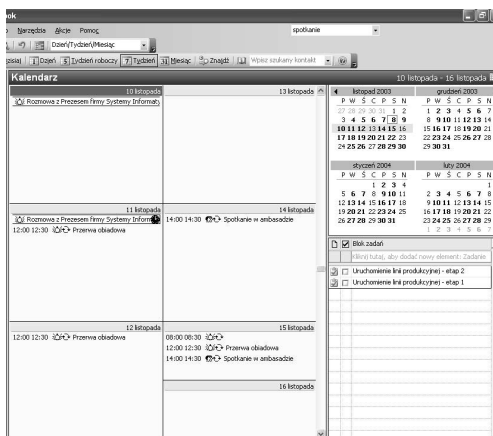 ok
Narzędzia Akcje Pomoc
spotkanie
Dzień/Tydzień/Miesiąc
1 Dzień 5 Tydzień roboczy 7 Tydzień 31 Miesiąc Znajdź Wpisz szukany kontakt
Kalendarz
10 listopada - 16 listopada
10 listopada
Rozmowa z Prezesem firmy Systemy Informaty
11 listopada
Rozmowa z Prezesem firmy Systemy Inform
12:00 12:30 Przerwa obiadowa
12 listopada
12:00 12:30 Przerwa obiadowa
13 listopada
14 listopada
14:00 14:30 Spotkanie w ambasadzie
15 listopada
08:00 08:30
12:00 12:30 Przerwa obiadowa
14:00 14:30 Spotkanie w ambasadzie
16 listopada
listopad 2003
P W Ś C P S N
27 28 29 30 31 1 2
3 4 5 6 7 8 9
10 11 12 13 14 15 16
17 18 19 20 21 22 23
24 25 26 27 28 29 30
grudzień 2003
P W Ś C P S N
1 2 3 4 5 6 7
8 9 10 11 12 13 14
15 16 17 18 19 20 21
22 23 24 25 26 27 28
29 30 31
styczeń 2004
P W Ś C P S N
1 2 3 4
5 6 7 8 9 10 11
12 13 14 15 16 17 18
19 20 21 22 23 24 25
26 27 28 29 30 31
luty 2004
P W Ś C P S N
1
2 3 4 5 6 7 8
9 10 11 12 13 14 15
16 17 18 19 20 21 22
23 24 25 26 27 28 29
1 2 3 4 5 6 7
Blok zadań
Kliknij tutaj, aby dodać nowy element: Zadanie
Uruchomienie linii produkcyjnej - etap 2
Uruchomienie linii produkcyjnej - etap 1